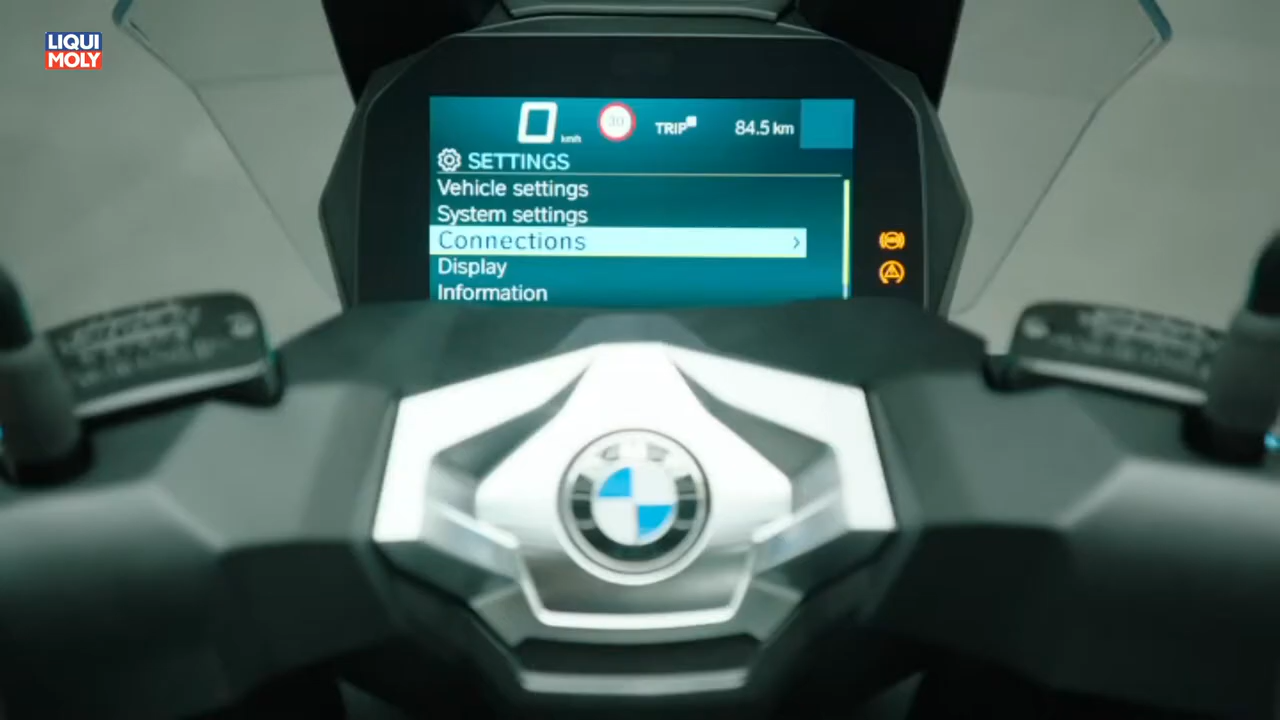 LIQUI
MOLY
0 km/h 30 TRIP 84.5 km
SETTINGS
Vehicle settings
System settings
Connections
Display
Information